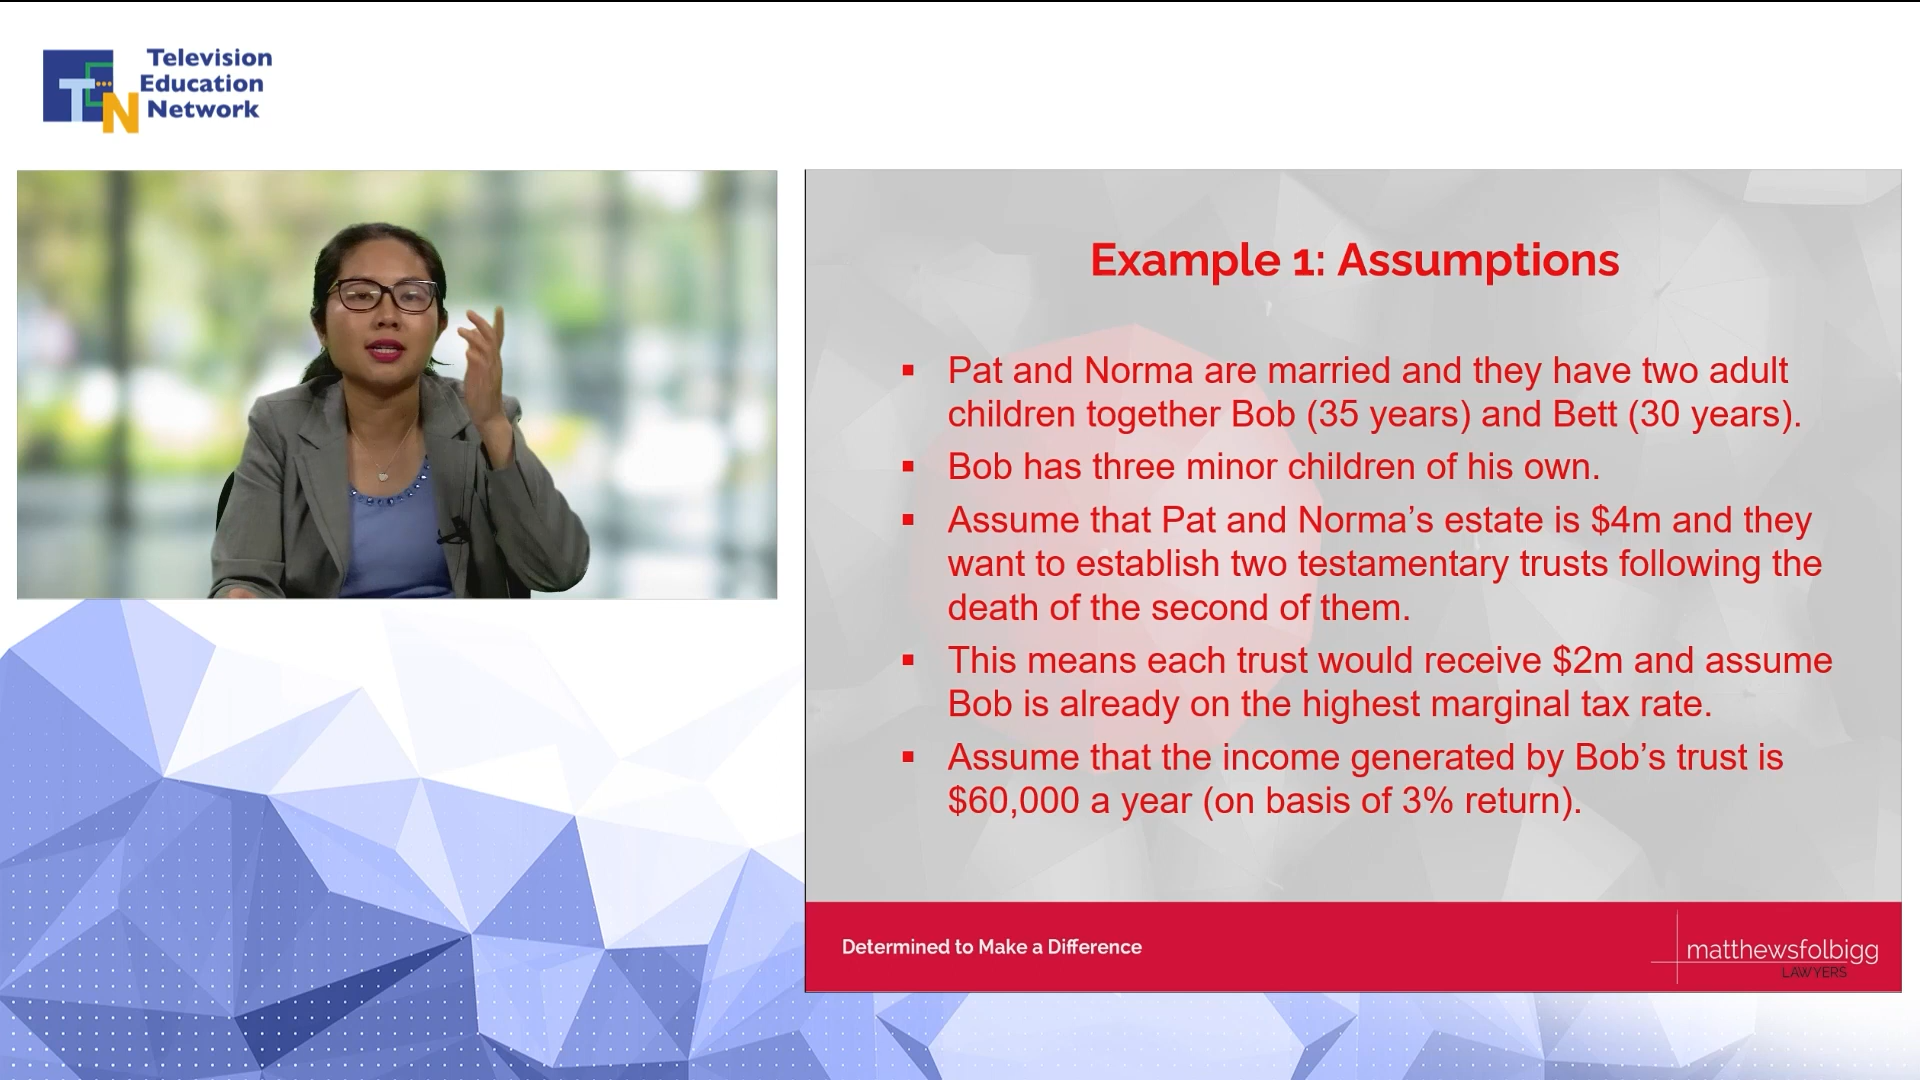 Television
Education
Network
TEN
Example 1: Assumptions
▪ Pat and Norma are married and they have two adult
children together Bob (35 years) and Bett (30 years).
▪ Bob has three minor children of his own.
▪ Assume that Pat and Norma’s estate is $4m and they
want to establish two testamentary trusts following the
death of the second of them.
▪ This means each trust would receive $2m and assume
Bob is already on the highest marginal tax rate.
▪ Assume that the income generated by Bob’s trust is
$60,000 a year (on basis of 3% return).
Determined to Make a Difference
matthewsfolbigg
LAWYERS